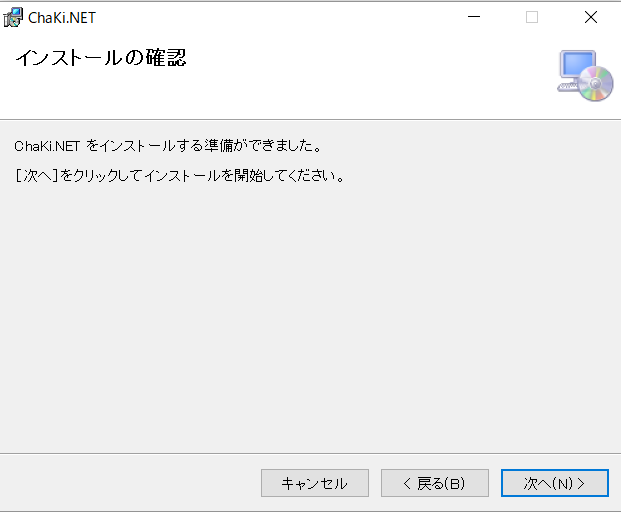 ChaKi.NET
インストールの確認
ChaKi.NET をインストールする準備ができました。
[次へ]をクリックしてインストールを開始してください。
キャンセル
< 戻る(B)
次へ(N) >